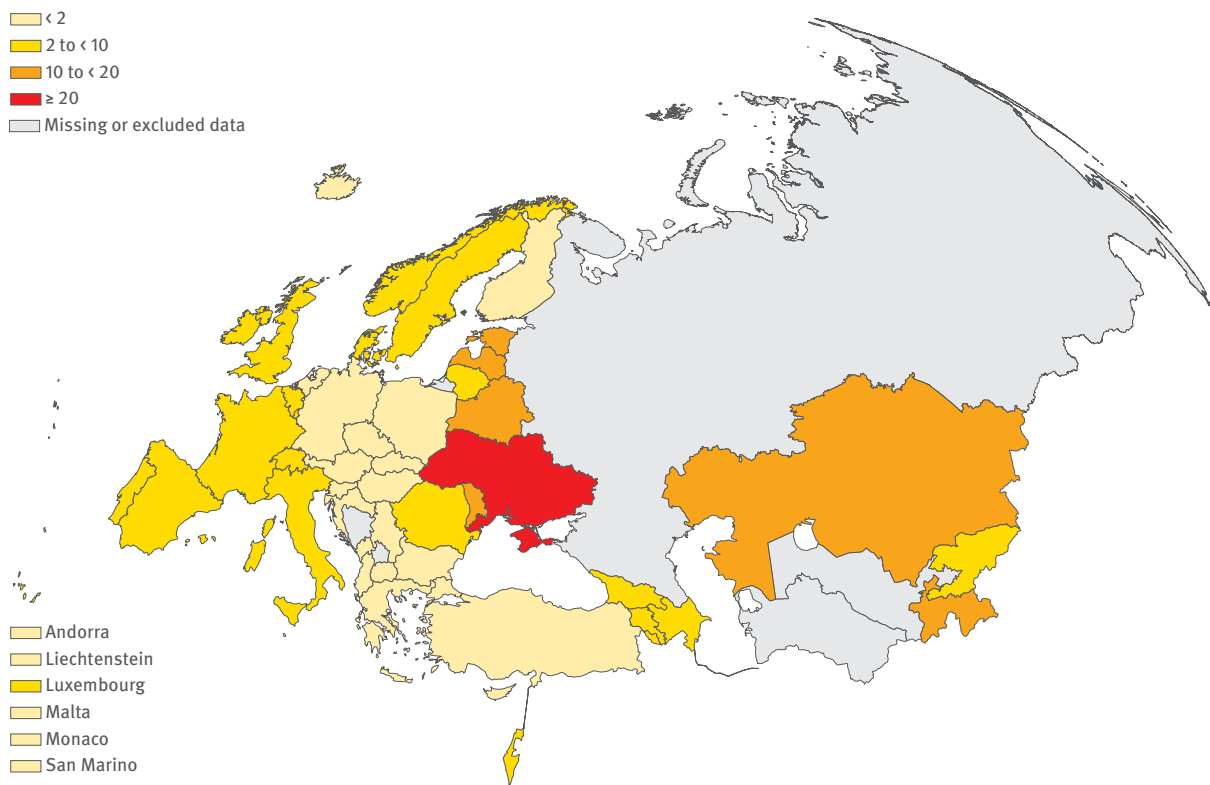 ‹ 2
2 to ‹ 10
10 to ‹ 20
≥ 20
Missing or excluded data
Andorra
Liechtenstein
Luxembourg
Malta
Monaco
San Marino